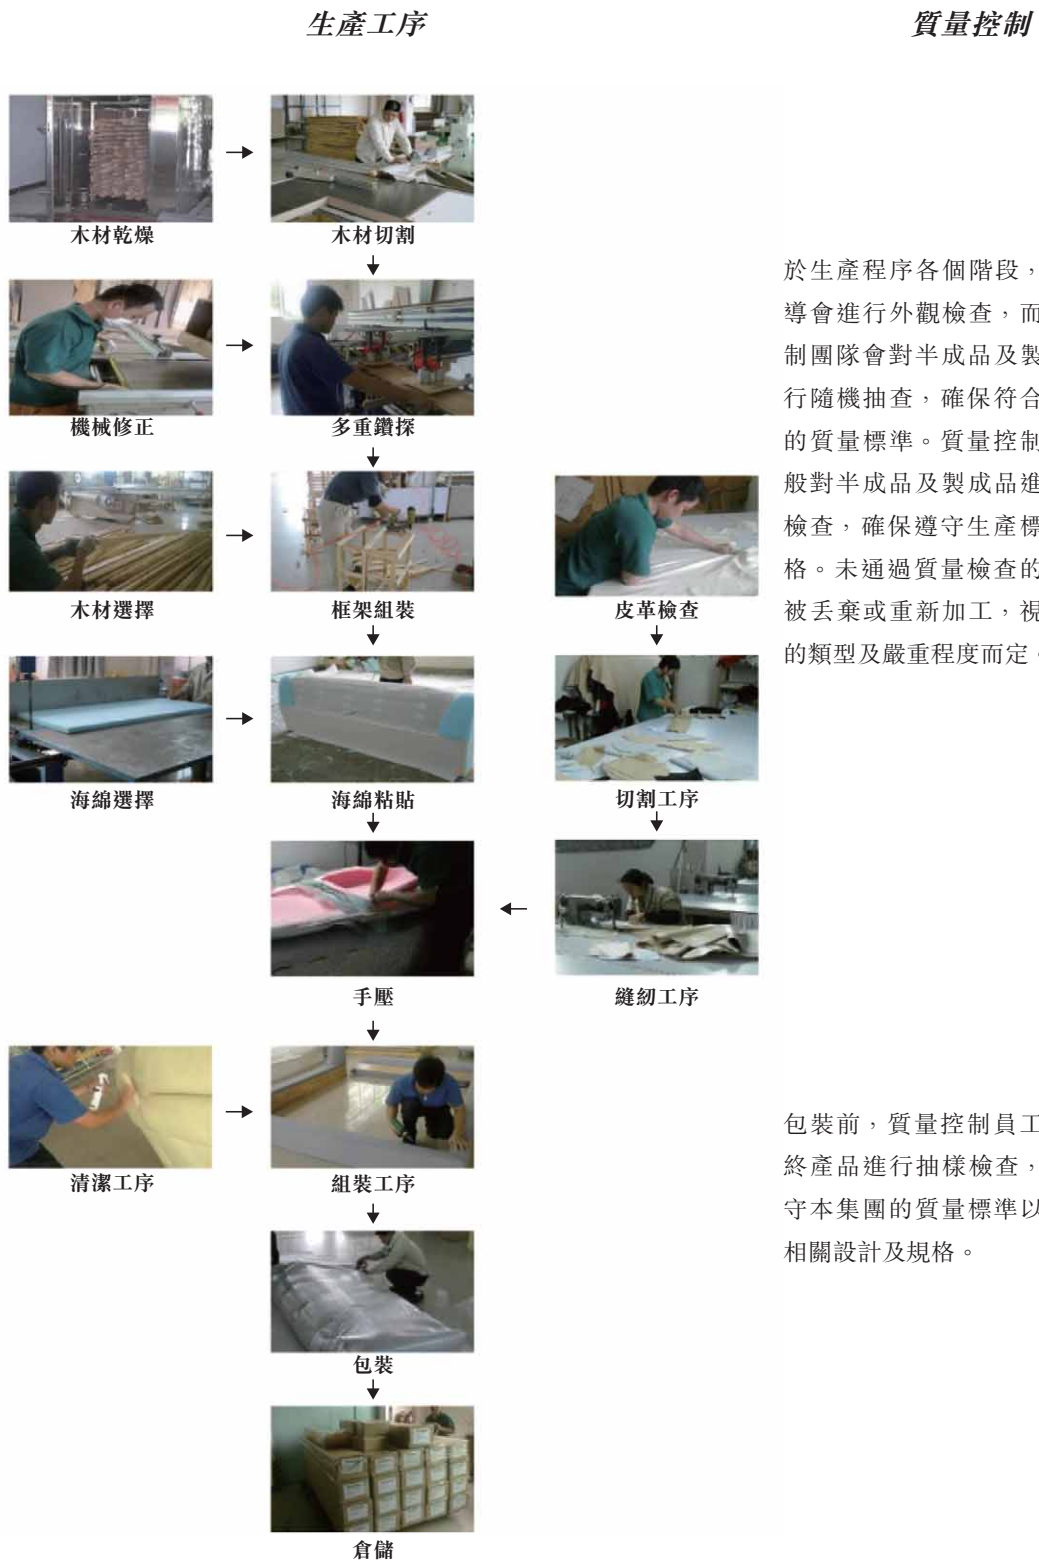 生產工序
質量控制
木材乾燥
木材切割
機械修正
多重鑽探
木材選擇
框架組裝
皮革檢查
海綿選擇
海綿粘貼
切割工序
手壓
縫紉工序
清潔工序
組裝工序
包裝
倉儲
於生產程序各個階段，
導會進行外觀檢查，而
制團隊會對半成品及製
行隨機抽查，確保符合
的質量標準。質量控制
般對半成品及製成品進
檢查，確保遵守生產標
格。未通過質量檢查的
被丟棄或重新加工，視
的類型及嚴重程度而定。
包裝前，質量控制員工
終產品進行抽樣檢查，
守本集團的質量標準以
相關設計及規格。